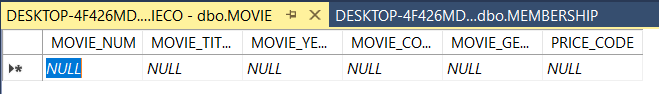 DESKTOP-4F426MD....IECO - dbo.MOVIE DESKTOP-4F426MD...dbo.MEMBERSHIP
MOVIE_NUM MOVIE_TIT... MOVIE_YE... MOVIE_CO... MOVIE_GE... PRICE_CODE
NULL NULL NULL NULL NULL NULL